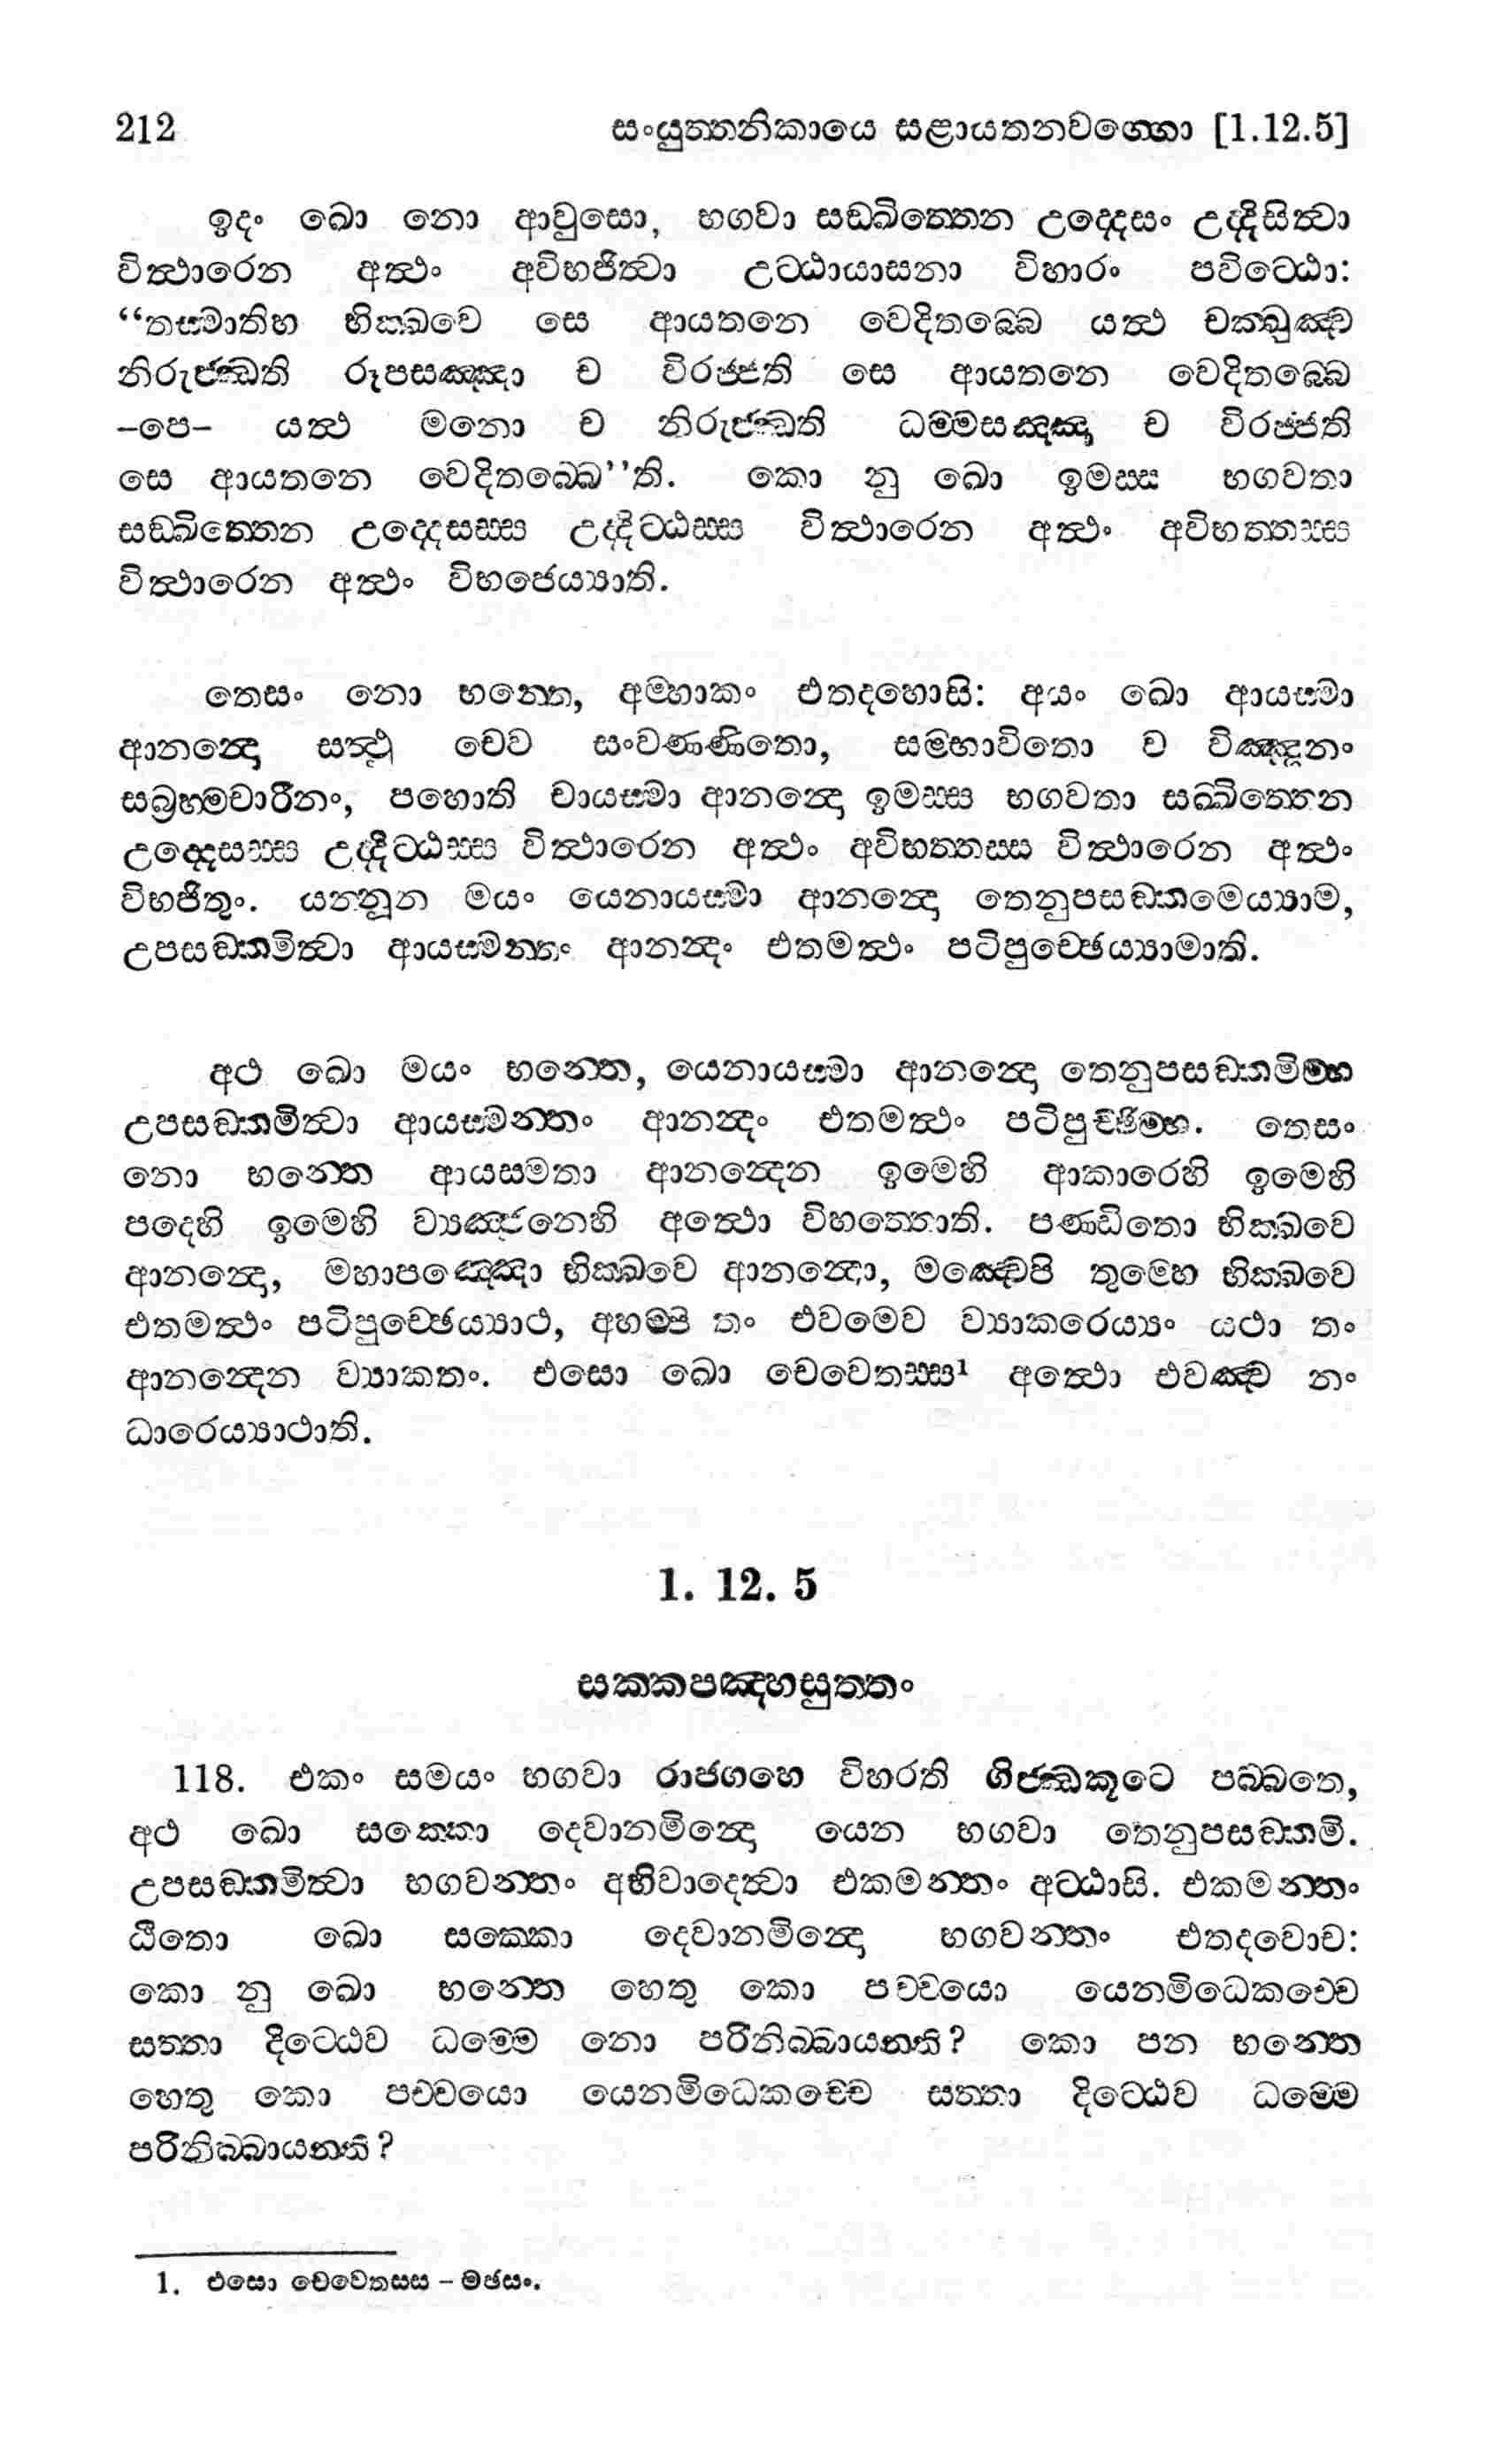 212 සංයුත්තනිකායෙ සළායතනවග්ගො [1.12.5]
ඉදං ඛො නො ආවුසො, භගවා සඞ්ඛිත්තෙන උද්දෙසං උද්දිසිත්වා
විත්ථාරෙන අත්ථං අවිභජිත්වා උට්ඨායාසනා විහාරං පවිට්ඨො:
“තස්මාතිහ භික්ඛවෙ සෙ ආයතනෙ වෙදිතබ්බෙ යත්ථ චක්ඛුඤ්ච
නිරුජ්ඣති රූපසඤ්ඤා ච විරජ්ජති සෙ ආයතනෙ වෙදිතබ්බෙ
–පෙ– යත්ථ මනො ච නිරුජ්ඣති ධම්මසඤ්ඤා ච විරජ්ජති
සෙ ආයතනෙ වෙදිතබ්බෙ’’ති. කො නු ඛො ඉමස්ස භගවතා
සඞ්ඛිත්තෙන උද්දෙසස්ස උද්දිට්ඨස්ස විත්ථාරෙන අත්ථං අවිභත්තස්ස
විත්ථාරෙන අත්ථං විභජෙය්‍යාති.
තෙසං නො භන්තෙ, අම්හාකං එතදහොසි: අයං ඛො ආයස්මා
ආනන්දො සත්ථු චෙව සංවණ්ණිතො, සම්භාවිතො ච විඤ්ඤූනං
සබ්‍රහ්මචාරීනං, පහොති චායස්මා ආනන්දො ඉමස්ස භගවතා සඞ්ඛිත්තෙන
උද්දෙසස්ස උද්දිට්ඨස්ස විත්ථාරෙන අත්ථං අවිභත්තස්ස විත්ථාරෙන අත්ථං
විභජිතුං. යන්නූන මයං යෙනායස්මා ආනන්දො තෙනුපසඞ්කමෙය්‍යාම,
උපසඞ්කමිත්වා ආයස්මන්තං ආනන්දං එතමත්ථං පටිපුච්ඡෙය්‍යාමාති.
අථ ඛො මයං භන්තෙ, යෙනායස්මා ආනන්දො තෙනුපසඞ්කමිම්හ
උපසඞ්කමිත්වා ආයස්මන්තං ආනන්දං එතමත්ථං පටිපුච්ඡිම්හ. තෙසං
නො භන්තෙ ආයස්මතා ආනන්දෙන ඉමෙහි ආකාරෙහි ඉමෙහි
පදෙහි ඉමෙහි ව්‍යඤ්ජනෙහි අත්ථො විභත්තොති. පණ්ඩිතො භික්ඛවෙ
ආනන්දො, මහාපඤ්ඤො භික්ඛවෙ ආනන්දො, මඤ්චෙපි තුම්හෙ භික්ඛවෙ
එතමත්ථං පටිපුච්ඡෙය්‍යාථ, අහම්පි තං එවමෙව ව්‍යාකරෙය්‍යං යථා තං
ආනන්දෙන ව්‍යාකතං. එසො ඛො චෙවෙතස්ස¹ අත්ථො එවඤ්ච නං
ධාරෙය්‍යාථාති.
1. 12. 5
සක්කපඤ්හසුත්තං
118. එකං සමයං භගවා රාජගහෙ විහරති ගිජ්ඣකූටෙ පබ්බතෙ,
අථ ඛො සක්කො දෙවානමින්දො යෙන භගවා තෙනුපසඞ්කමි.
උපසඞ්කමිත්වා භගවන්තං අභිවාදෙත්වා එකමන්තං අට්ඨාසි. එකමන්තං
ඨිතො ඛො සක්කො දෙවානමින්දො භගවන්තං එතදවොච:
කො නු ඛො භන්තෙ හෙතු කො පච්චයො යෙනමිධෙකච්චෙ
සත්තා දිට්ඨෙව ධම්මෙ නො පරිනිබ්බායන්ති? කො පන භන්තෙ
හෙතු කො පච්චයො යෙනමිධෙකච්චෙ සත්තා දිට්ඨෙව ධම්මෙ
පරිනිබ්බායන්ති?
1. එසො චෙවෙතස්ස – මඡසං.